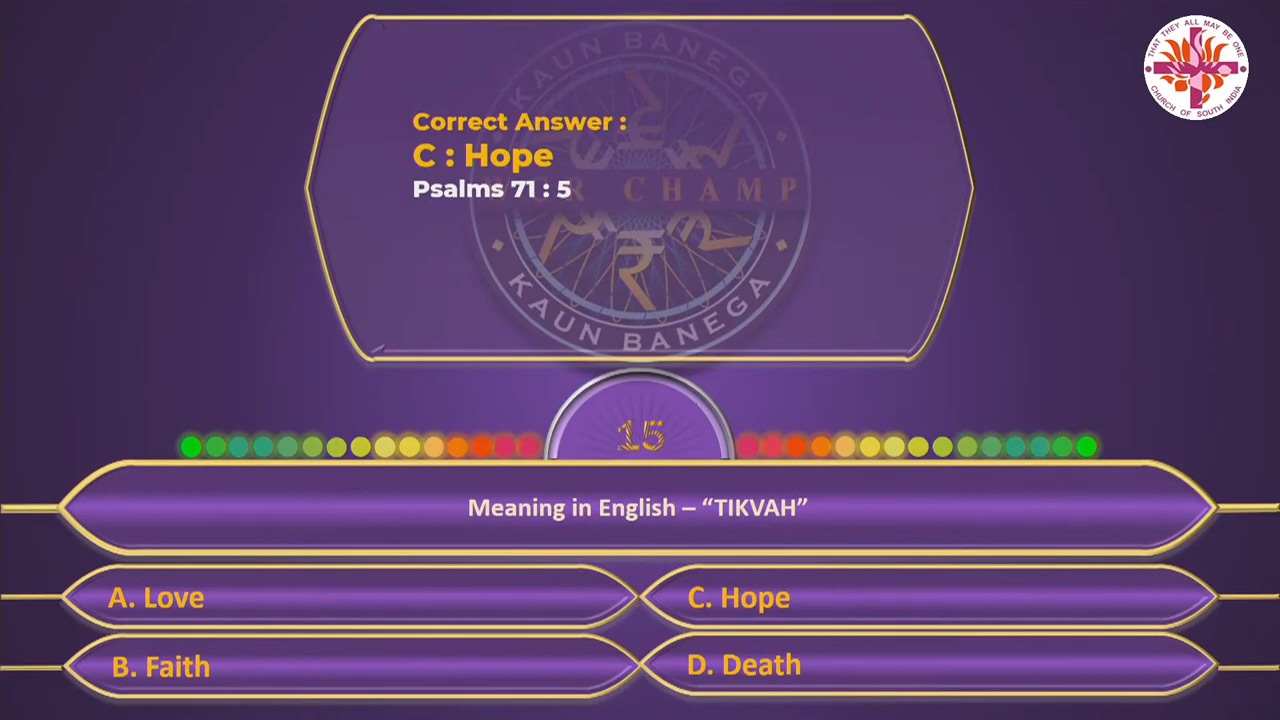 THAT THEY ALL MAY BE ONE
CHURCH OF SOUTH INDIA
KAUN BANEGA
Correct Answer :
C : Hope
Psalms 71 : 5
CHAMP
KAUN BANEGA
15
Meaning in English – “TIKVAH”
A. Love
C. Hope
B. Faith
D. Death